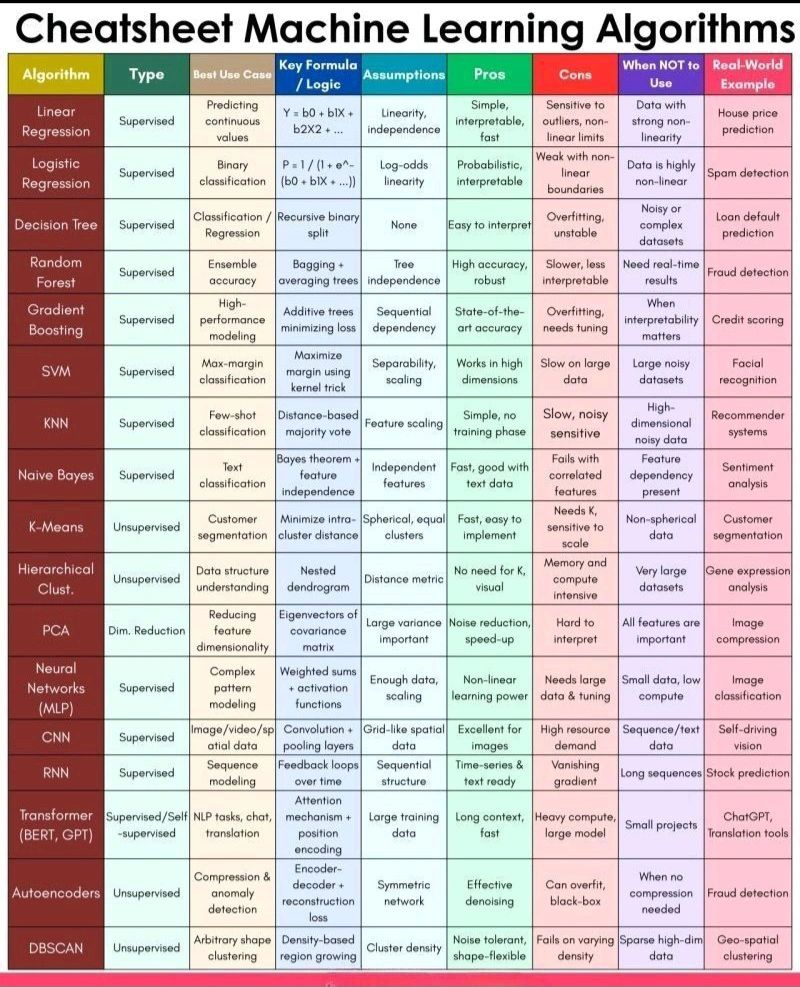 Cheatsheet Machine Learning Algorithms
Algorithm
Type
Best Use Case
Key Formula
/ Logic
Assumptions
Pros
Cons
When NOT to
Use
Real-World
Example
Linear
Regression
Supervised
Predicting
continuous
values
Y = b0 + b1X +
b2X2 + ...
Linearity,
independence
Simple,
interpretable,
fast
Sensitive to
outliers, non-
linear limits
Data with
strong non-
linearity
House price
prediction
Logistic
Regression
Supervised
Binary
classification
P = 1 / (1 + e^-
(b0 + b1X + ...))
Log-odds
linearity
Probabilistic,
interpretable
Weak with non-
linear
boundaries
Data is highly
non-linear
Spam detection
Decision Tree
Supervised
Classification /
Regression
Recursive binary
split
None
Easy to interpret
Overfitting,
unstable
Noisy or
complex
datasets
Loan default
prediction
Random
Forest
Supervised
Ensemble
accuracy
Bagging +
averaging trees
Tree
independence
High accuracy,
robust
Slower, less
interpretable
Need real-time
results
Fraud detection
Gradient
Boosting
Supervised
High-
performance
modeling
Additive trees
minimizing loss
Sequential
dependency
State-of-the-
art accuracy
Overfitting,
needs tuning
When
interpretability
matters
Credit scoring
SVM
Supervised
Max-margin
classification
Maximize
margin using
kernel trick
Separability,
scaling
Works in high
dimensions
Slow on large
data
Large noisy
datasets
Facial
recognition
KNN
Supervised
Few-shot
classification
Distance-based
majority vote
Feature scaling
Simple, no
training phase
Slow, noisy
sensitive
High-
dimensional
noisy data
Recommender
systems
Naive Bayes
Supervised
Text
classification
Bayes theorem +
feature
independence
Independent
features
Fast, good with
text data
Fails with
correlated
features
Feature
dependency
present
Sentiment
analysis
K-Means
Unsupervised
Customer
segmentation
Minimize intra-
cluster distance
Spherical, equal
clusters
Fast, easy to
implement
Needs K,
sensitive to
scale
Non-spherical
data
Customer
segmentation
Hierarchical
Clust.
Unsupervised
Data structure
understanding
Nested
dendrogram
Distance metric
No need for K,
visual
Memory and
compute
intensive
Very large
datasets
Gene expression
analysis
PCA
Dim. Reduction
Reducing
feature
dimensionality
Eigenvectors of
covariance
matrix
Large variance
important
Noise reduction,
speed-up
Hard to
interpret
All features are
important
Image
compression
Neural
Networks
(MLP)
Supervised
Complex
pattern
modeling
Weighted sums
+ activation
functions
Enough data,
scaling
Non-linear
learning power
Needs large
data & tuning
Small data, low
compute
Image
classification
CNN
Supervised
Image/video/sp
atial data
Convolution +
pooling layers
Grid-like spatial
data
Excellent for
images
High resource
demand
Sequence/text
data
Self-driving
vision
RNN
Supervised
Sequence
modeling
Feedback loops
over time
Sequential
structure
Time-series &
text ready
Vanishing
gradient
Long sequences
Stock prediction
Transformer
(BERT, GPT)
Supervised/Self
-supervised
NLP tasks, chat,
translation
Attention
mechanism +
position
encoding
Large training
data
Long context,
fast
Heavy compute,
large model
Small projects
ChatGPT,
Translation tools
Autoencoders
Unsupervised
Compression &
anomaly
detection
Encoder-
decoder +
reconstruction
loss
Symmetric
network
Effective
denoising
Can overfit,
black-box
When no
compression
needed
Fraud detection
DBSCAN
Unsupervised
Arbitrary shape
clustering
Density-based
region growing
Cluster density
Noise tolerant,
shape-flexible
Fails on varying
density
Sparse high-dim
data
Geo-spatial
clustering